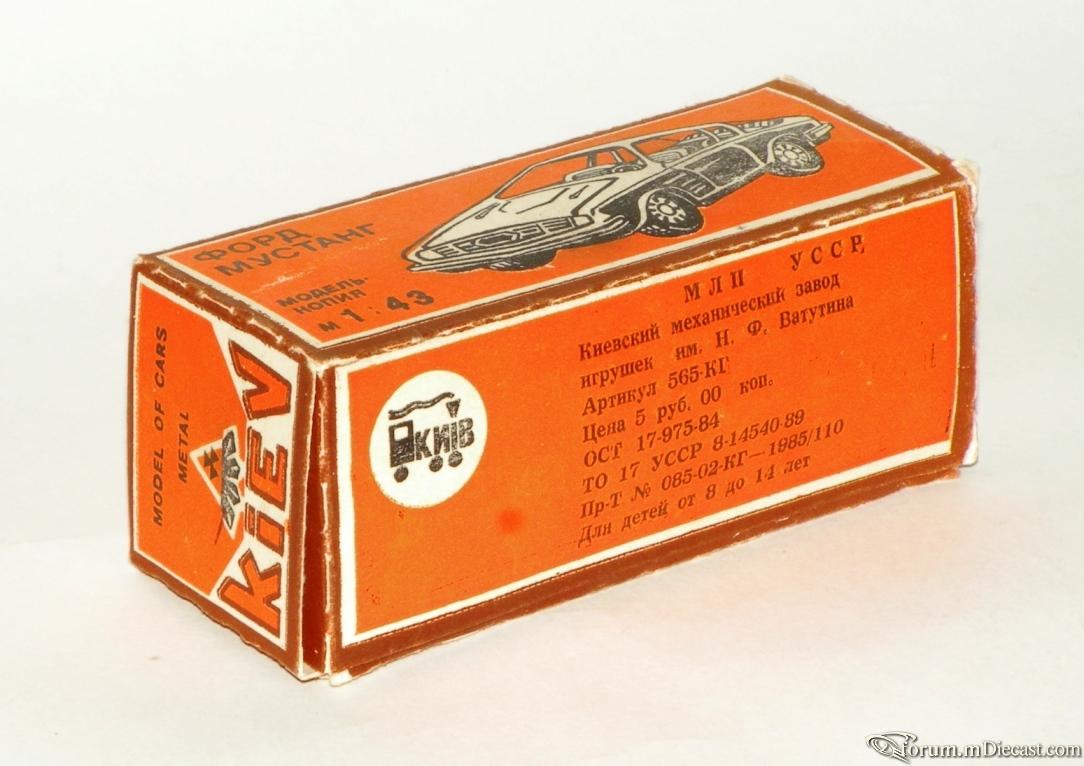 ФОРД
МУСТАНГ
МОДЕЛЬ-
КОПИЯ
М 1:43
MODEL OF CARS
METAL
KiEV
КИЇВ
МЛП УССР,
Киевский механический завод
игрушек им. Н. Ф. Ватутина
Артикул 565-КГ
Цена 5 руб. 00 коп.
ОСТ 17-975-84
ТО 17 УССР 8-14540-89
Пр-Т № 085-02-КГ—1985/110
Для детей от 8 до 14 лет
Forum.mDiecast.com